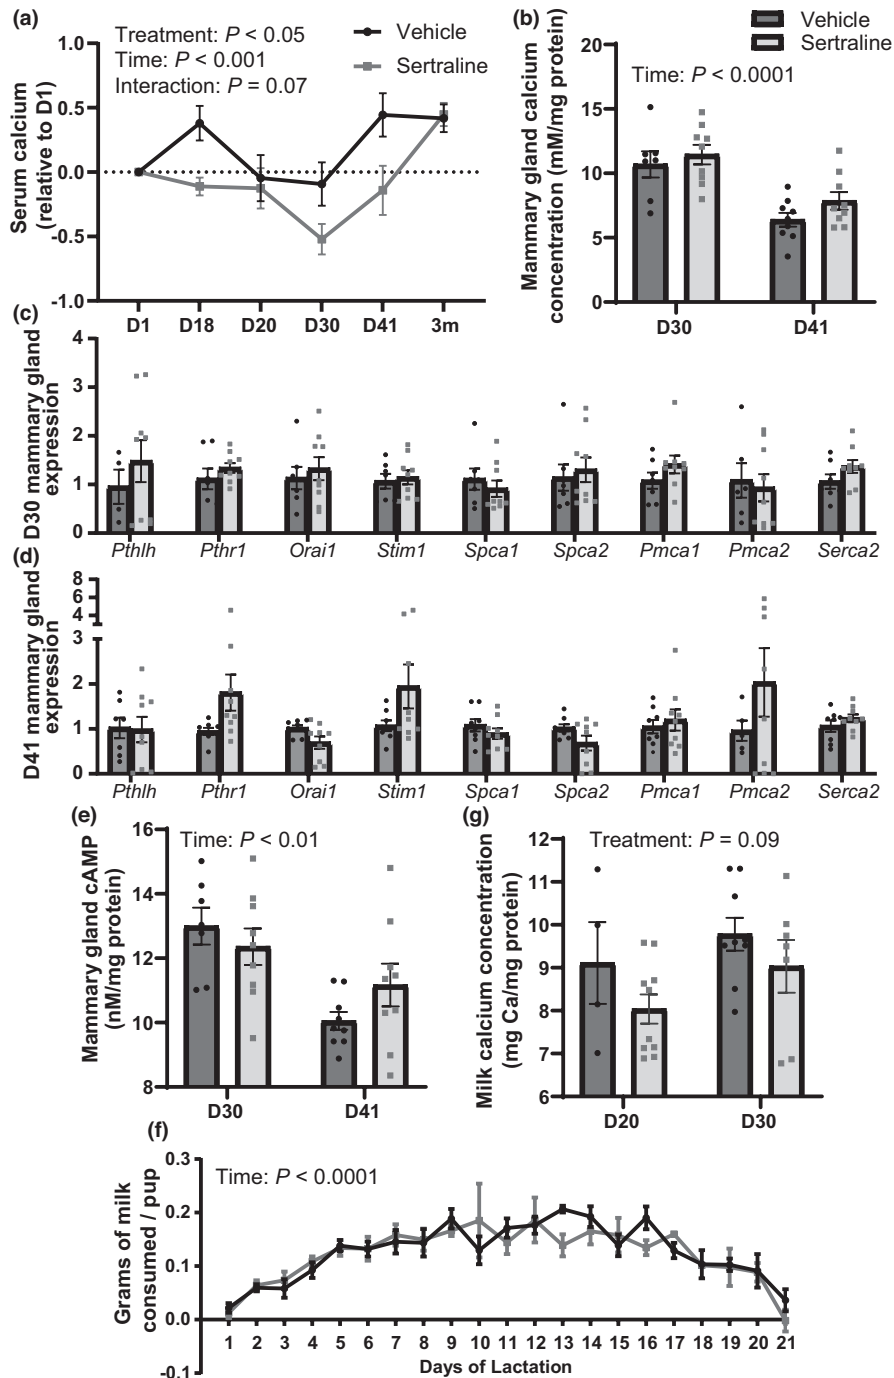 (a)
Treatment: P < 0.05
Time: P < 0.001
Interaction: P = 0.07
Vehicle
Sertraline
Serum calcium
(relative to D1)
1.0
0.5
0.0
-0.5
-1.0
D1 D18 D20 D30 D41 3m
(b)
Vehicle
Sertraline
Time: P < 0.0001
Mammary gland calcium
concentration (mM/mg protein)
20
15
10
5
0
D30 D41
(c)
D30 mammary gland
expression
4
3
2
1
0
Pthlh Pthr1 Orai1 Stim1 Spca1 Spca2 Pmca1 Pmca2 Serca2
(d)
D41 mammary gland
expression
8
6
4
2
2
1
0
Pthlh Pthr1 Orai1 Stim1 Spca1 Spca2 Pmca1 Pmca2 Serca2
(e)
Time: P < 0.01
Mammary gland cAMP
(nM/mg protein)
16
14
12
10
8
D30 D41
(g)
Treatment: P = 0.09
Milk calcium concentration
(mg Ca/mg protein)
12
11
10
9
8
7
6
D20 D30
(f)
Time: P < 0.0001
Grams of milk
consumed / pup
0.3
0.2
0.1
0.0
-0.1
1 2 3 4 5 6 7 8 9 10 11 12 13 14 15 16 17 18 19 20 21
Days of Lactation